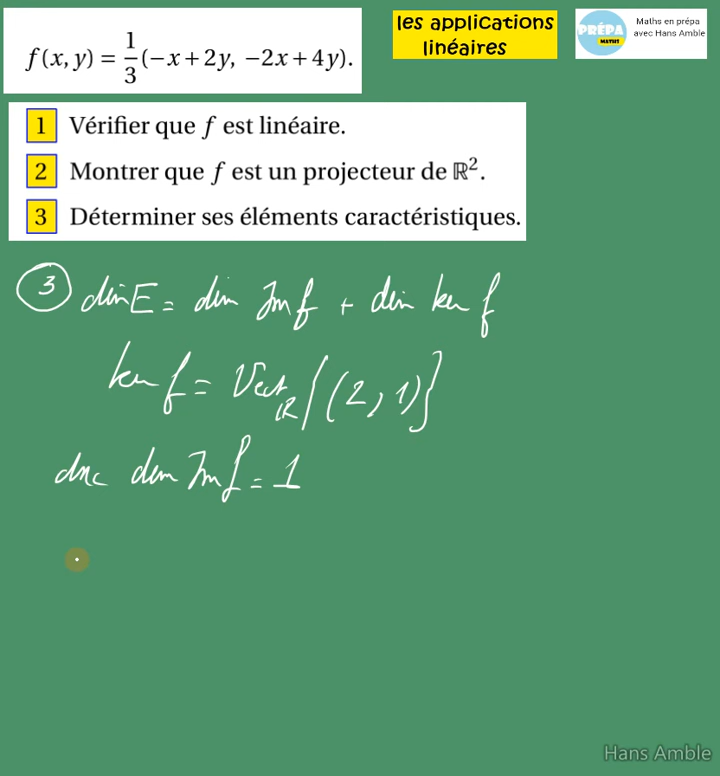 f(x, y) = 1/3 (−x + 2y, −2x + 4y).
les applications
linéaires
PRÉPA
MATHS
Maths en prépa
avec Hans Amble
1 Vérifier que f est linéaire.
2 Montrer que f est un projecteur de ℝ².
3 Déterminer ses éléments caractéristiques.
3 dim E = dim Im f + dim ker f
ker f = Vect_ℝ {(2, 1)}
donc dim Im f = 1
Hans Amble